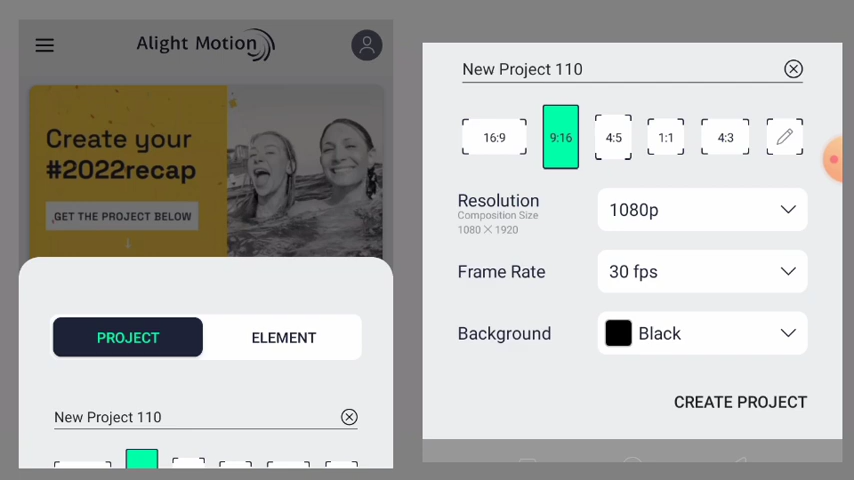 Alight Motion
Create your
#2022recap
GET THE PROJECT BELOW
PROJECT
ELEMENT
New Project 110
New Project 110
16:9
9:16
4:5
1:1
4:3
Resolution
Composition Size
1080 X 1920
1080p
Frame Rate
30 fps
Background
Black
CREATE PROJECT